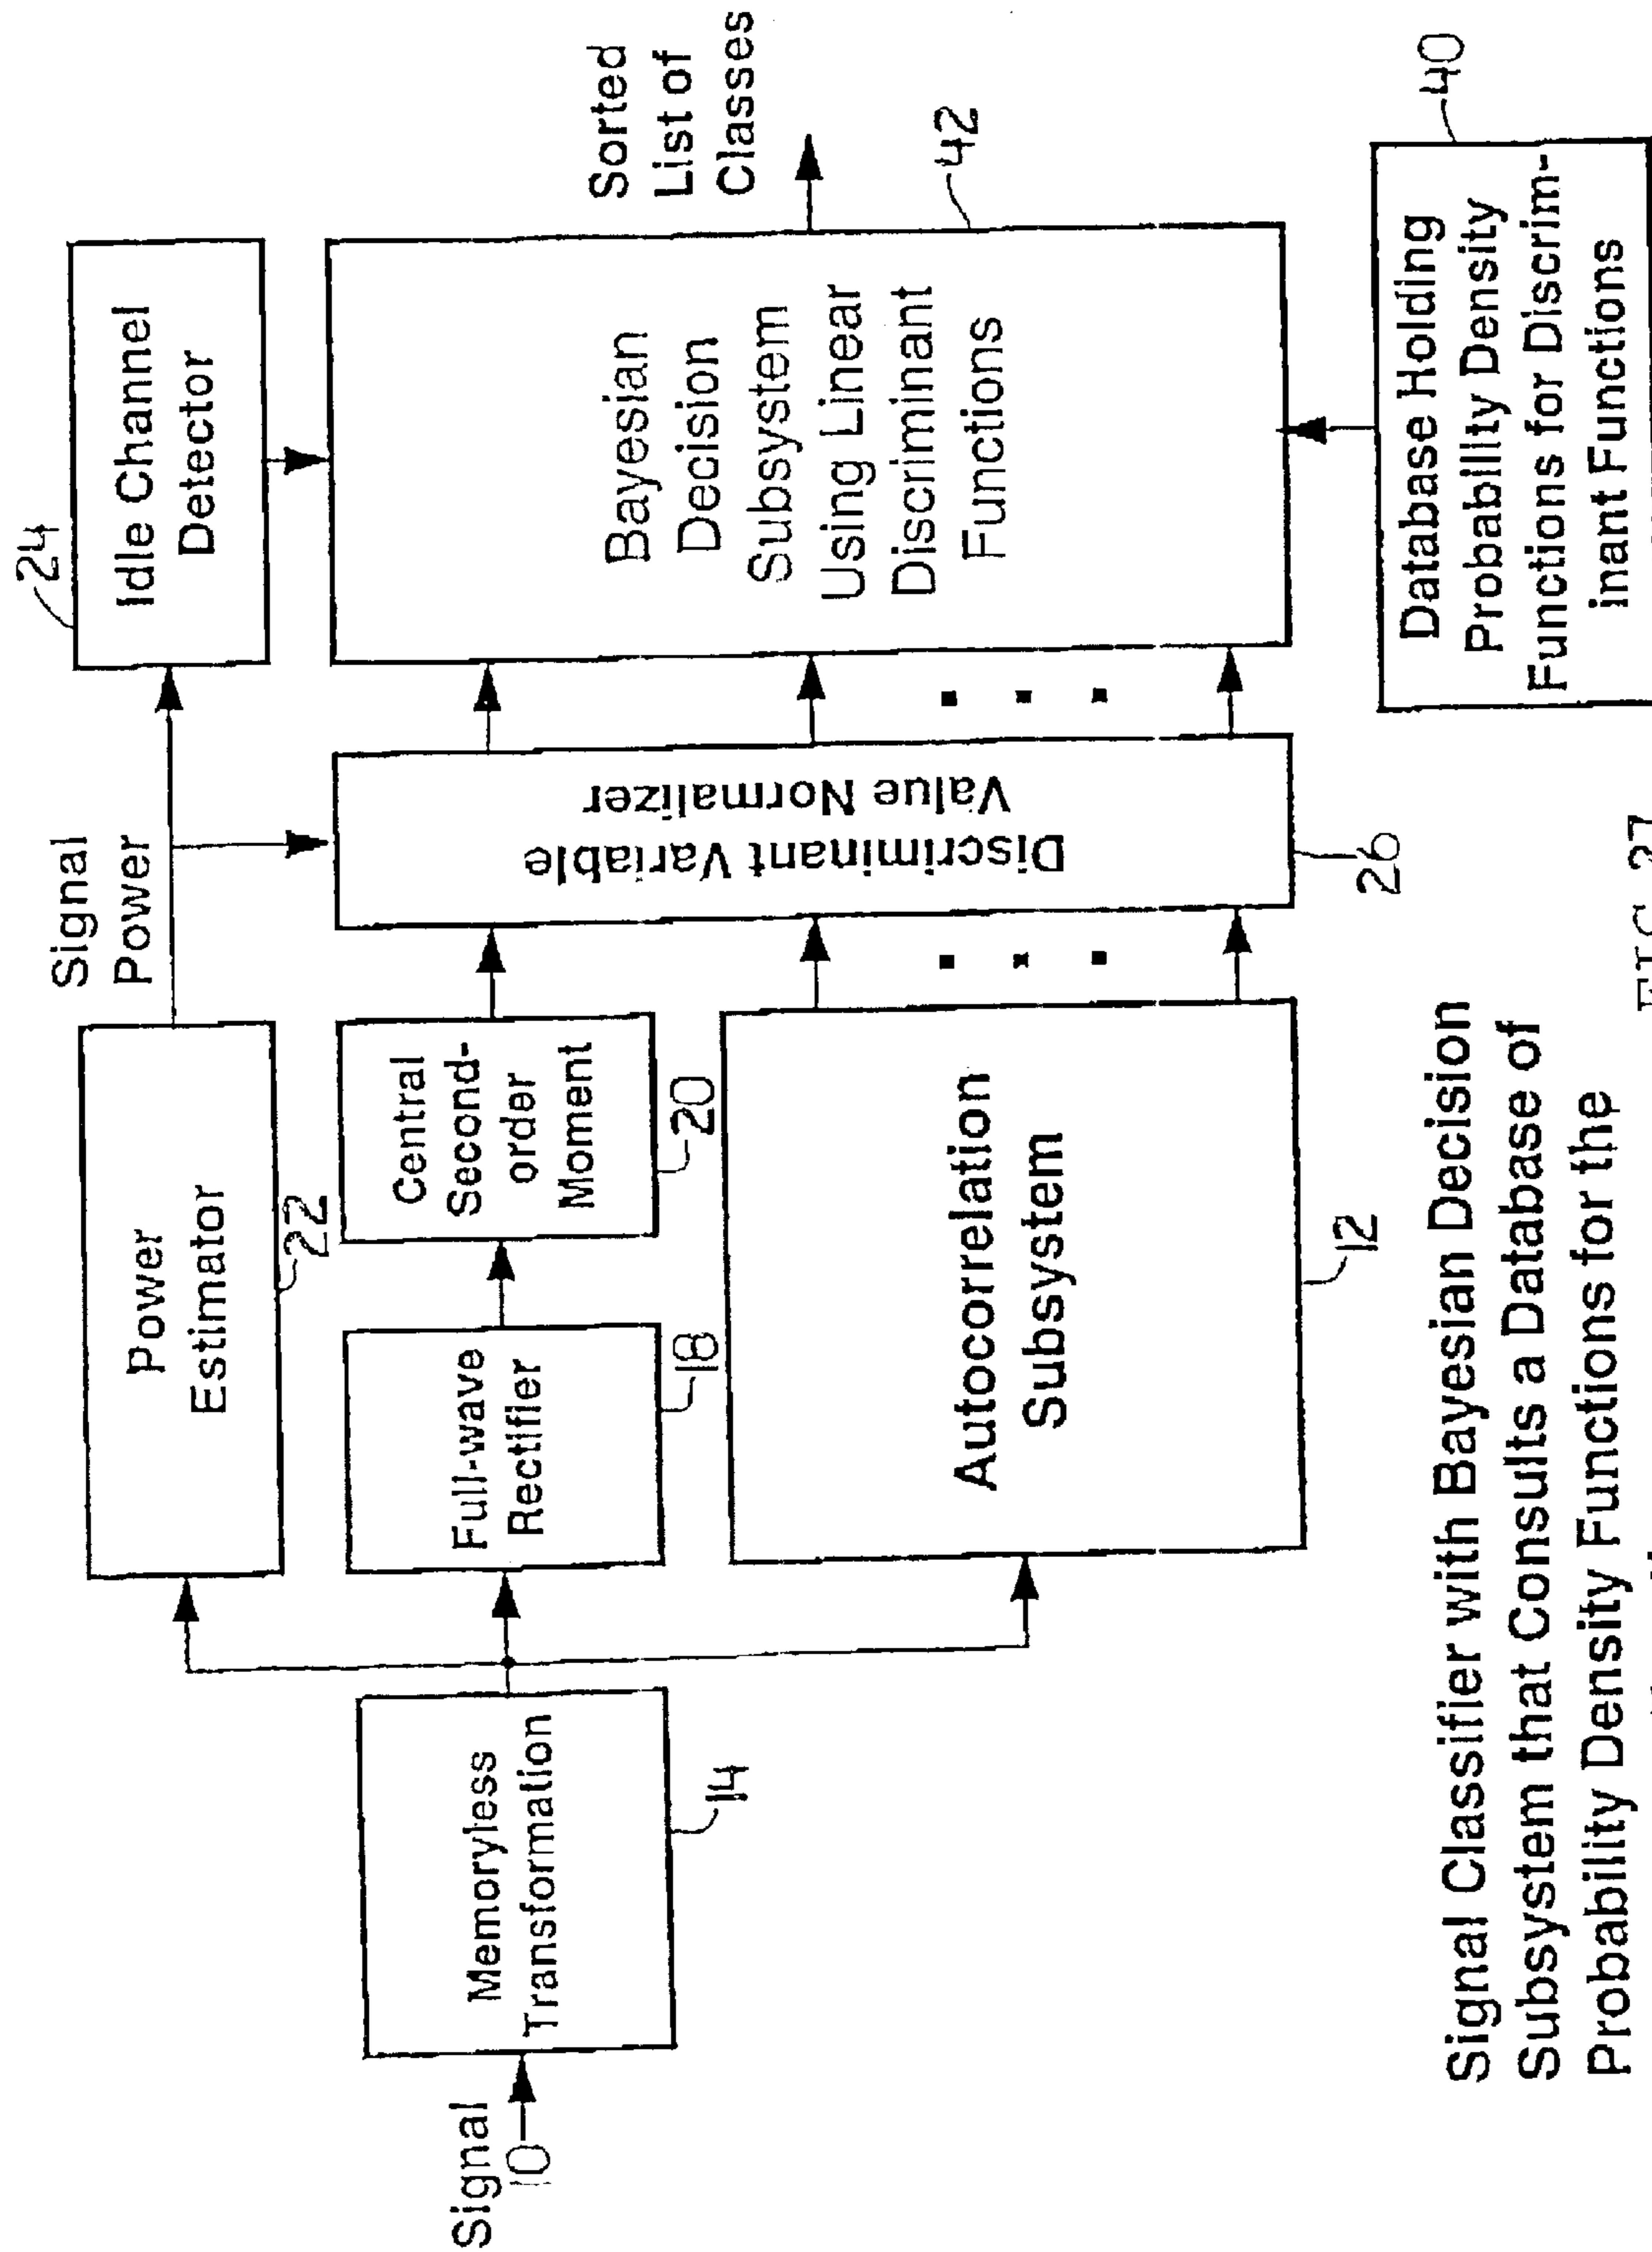 Signal
10
Memoryless
Transformation
14
Power
Estimator
22
Signal
Power
Idle Channel
Detector
24
Full-wave
Rectifier
18
Central
Second-
order
Moment
20
Autocorrelation
Subsystem
12
Discriminant Variable
Value Normalizer
26
Bayesian
Decision
Subsystem
Using Linear
Discriminant
Functions
42
Sorted
List of
Classes
Database Holding
Probability Density
Functions for Discrim-
inant Functions
40
Signal Classifier with Bayesian Decision
Subsystem that Consults a Database of
Probability Density Functions for the